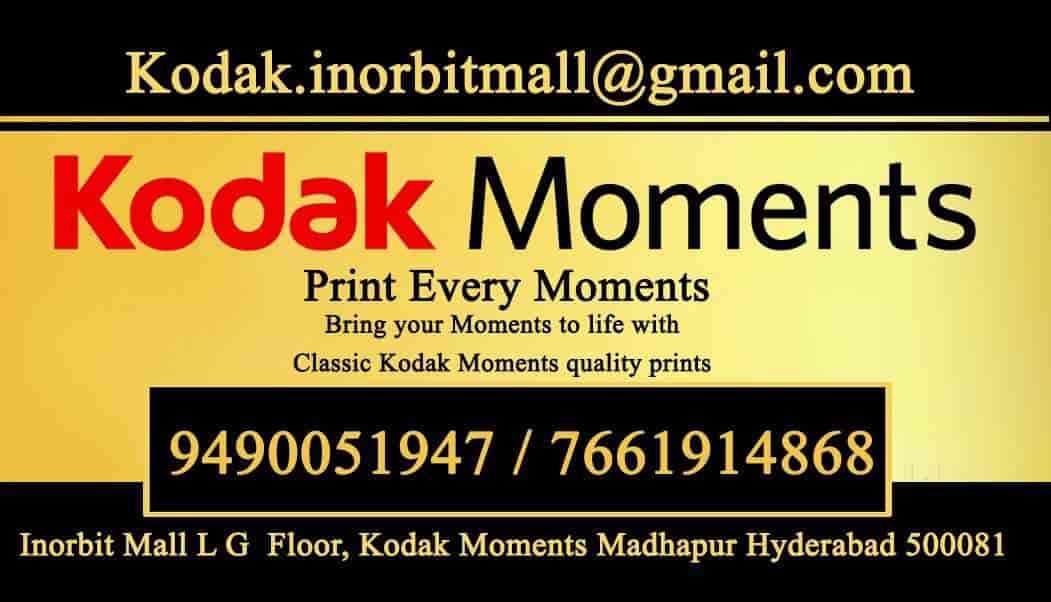 Kodak.inorbitmall@gmail.com
Kodak Moments
Print Every Moments
Bring your Moments to life with
Classic Kodak Moments quality prints
9490051947 / 7661914868
Inorbit Mall L G Floor, Kodak Moments Madhapur Hyderabad 500081